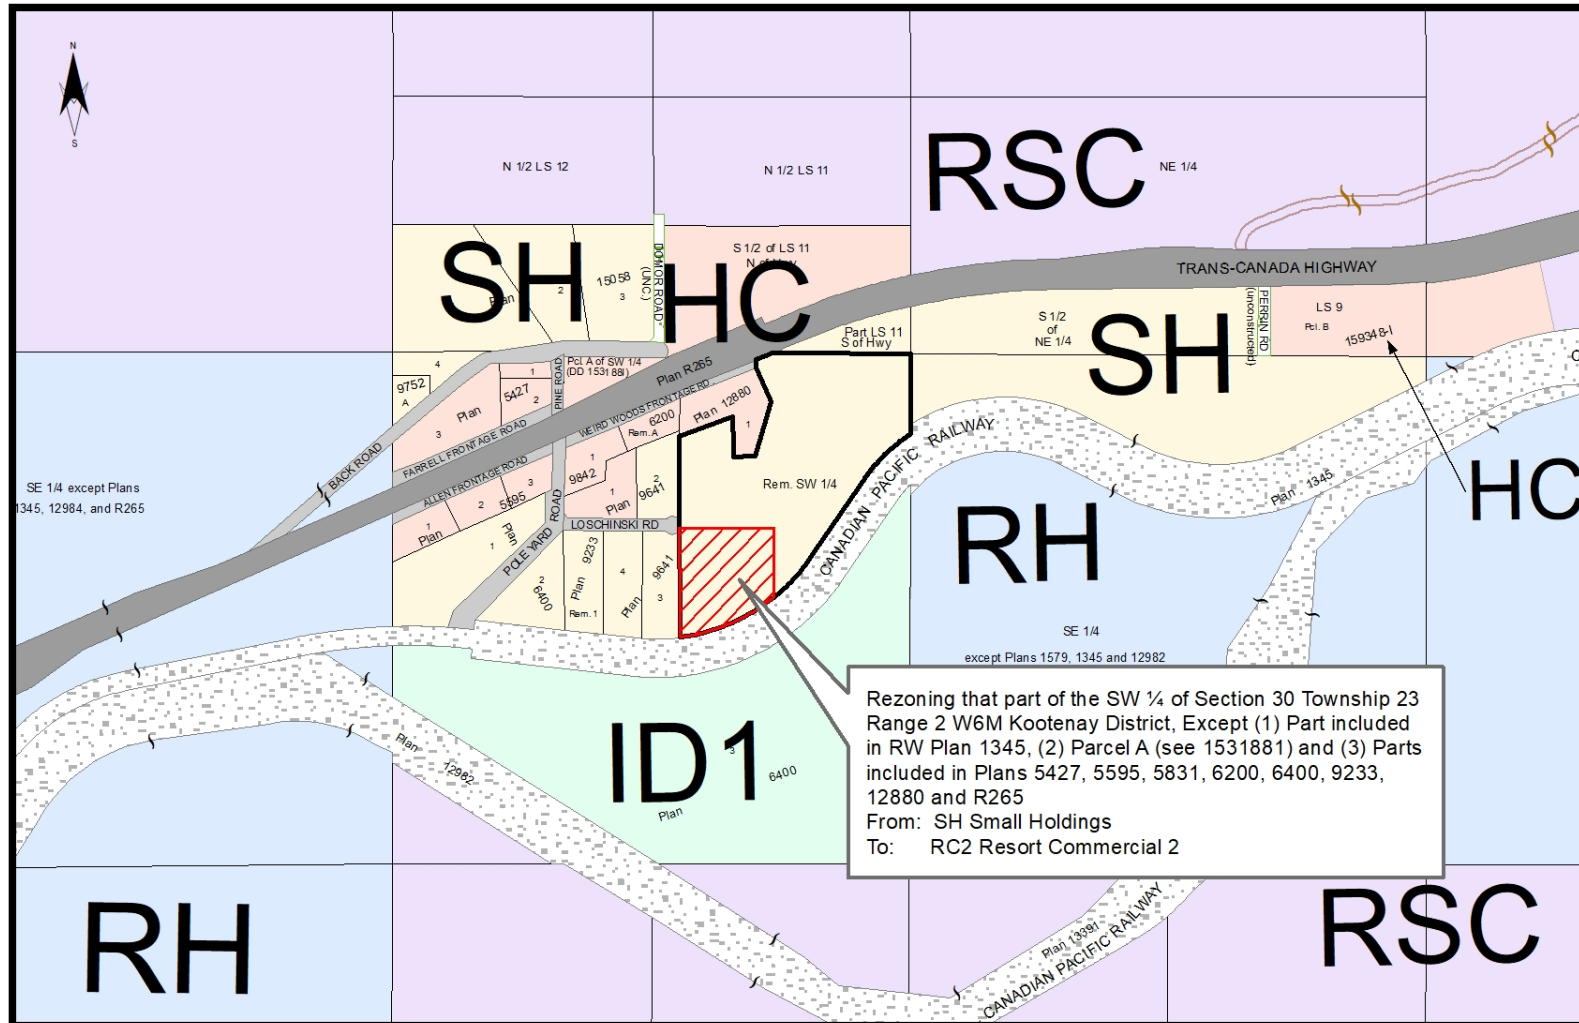 N
S
N 1/2 LS 12
N 1/2 LS 11
RSC
NE 1/4
SH
Plan
2
15058
3
DONOR ROAD
(UNC.)
S 1/2 of LS 11
HC
TRANS-CANADA HIGHWAY
Part LS 11
S of Hwy
S 1/2
of
NE 1/4
SH
PERRIN RD
(unconstructed)
LS 9
Pcl. B
159348-I
HC
4
9752
A
Pcl. A of SW 1/4
(DD 153188I)
1
5427
2
Plan
3
PINE ROAD
Plan R265
WEIRD WOODS FRONTAGE RD.
FARRELL FRONTAGE ROAD
ALLEN FRONTAGE ROAD
BACK ROAD
6200
Rem. A
Plan 12880
1
SE 1/4 except Plans
1345, 12984, and R265
1
9842
1
Plan
2
9641
3
5595
2
1
Plan
Plan
1
POLE YARD ROAD
LOSCHINSKI RD
2
6400
9233
Plan
Rem. 1
4
Plan
9641
3
Rem. SW 1/4
CANADIAN PACIFIC RAILWAY
Plan 1345
RH
SE 1/4
except Plans 1579, 1345 and 12982
Rezoning that part of the SW ¼ of Section 30 Township 23
Range 2 W6M Kootenay District, Except (1) Part included
in RW Plan 1345, (2) Parcel A (see 1531881) and (3) Parts
included in Plans 5427, 5595, 5831, 6200, 6400, 9233,
12880 and R265
From: SH Small Holdings
To: RC2 Resort Commercial 2
ID1
3
6400
Plan
Plan
12982
RH
Plan 13391
CANADIAN PACIFIC RAILWAY
RSC